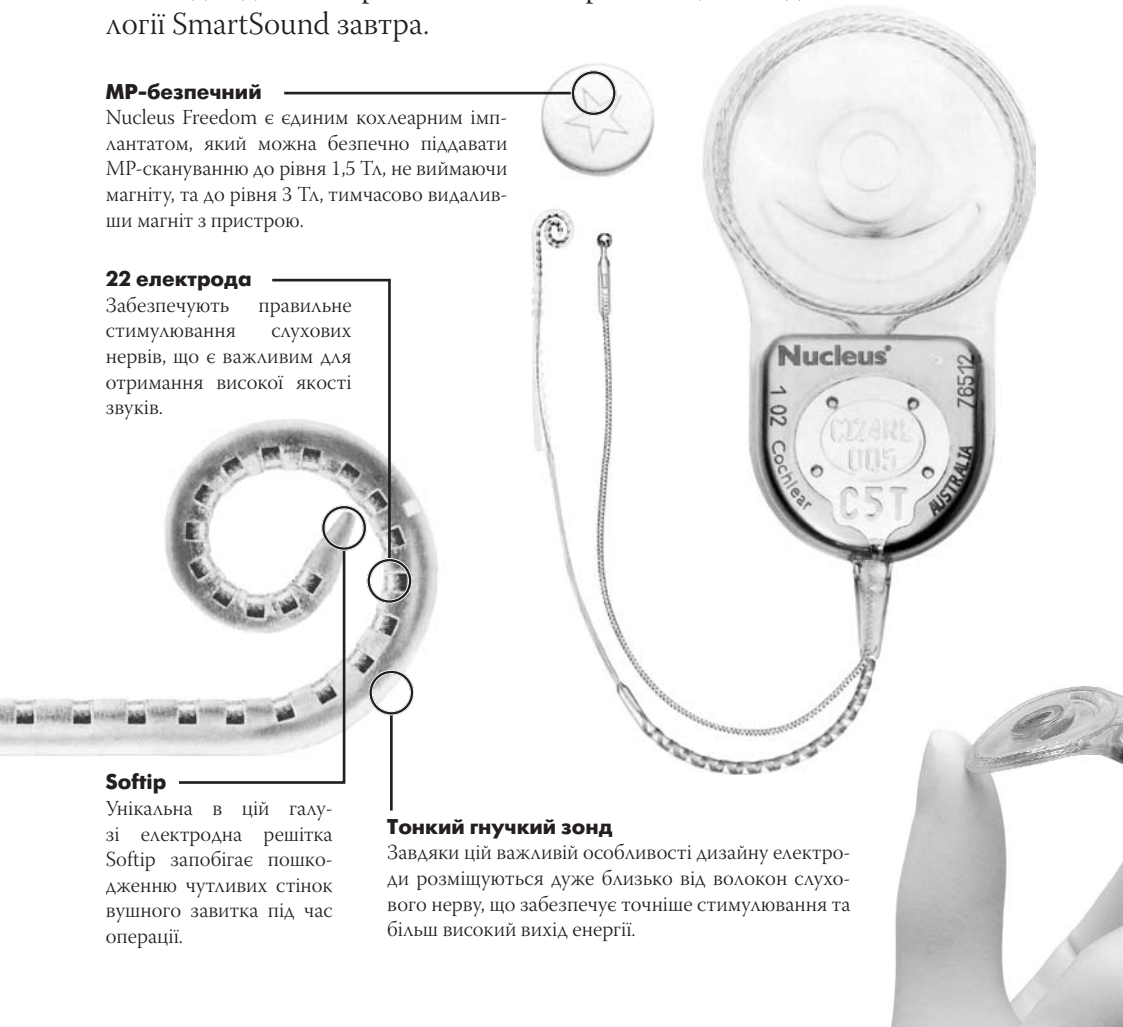 логії SmartSound завтра.
МР-безпечний
Nucleus Freedom є єдиним кохлеарним імп-
лантатом, який можна безпечно піддавати
МР-скануванню до рівня 1,5 Тл, не виймаючи
магніту, та до рівня 3 Тл, тимчасово видалив-
ши магніт з пристрою.
22 електрода
Забезпечують правильне
стимулювання слухових
нервів, що є важливим для
отримання високої якості
звуків.
Nucleus®
1 02 Cochlear
76512
AUSTRALIA
CI24RE
005
C5T
Softip
Унікальна в цій галу-
зі електродна решітка
Softip запобігає пошко-
дженню чутливих стінок
вушного завитка під час
операції.
Тонкий гнучкий зонд
Завдяки цій важливій особливості дизайну електро-
ди розміщуються дуже близько від волокон слухо-
вого нерву, що забезпечує точніше стимулювання та
більш високий вихід енергії.